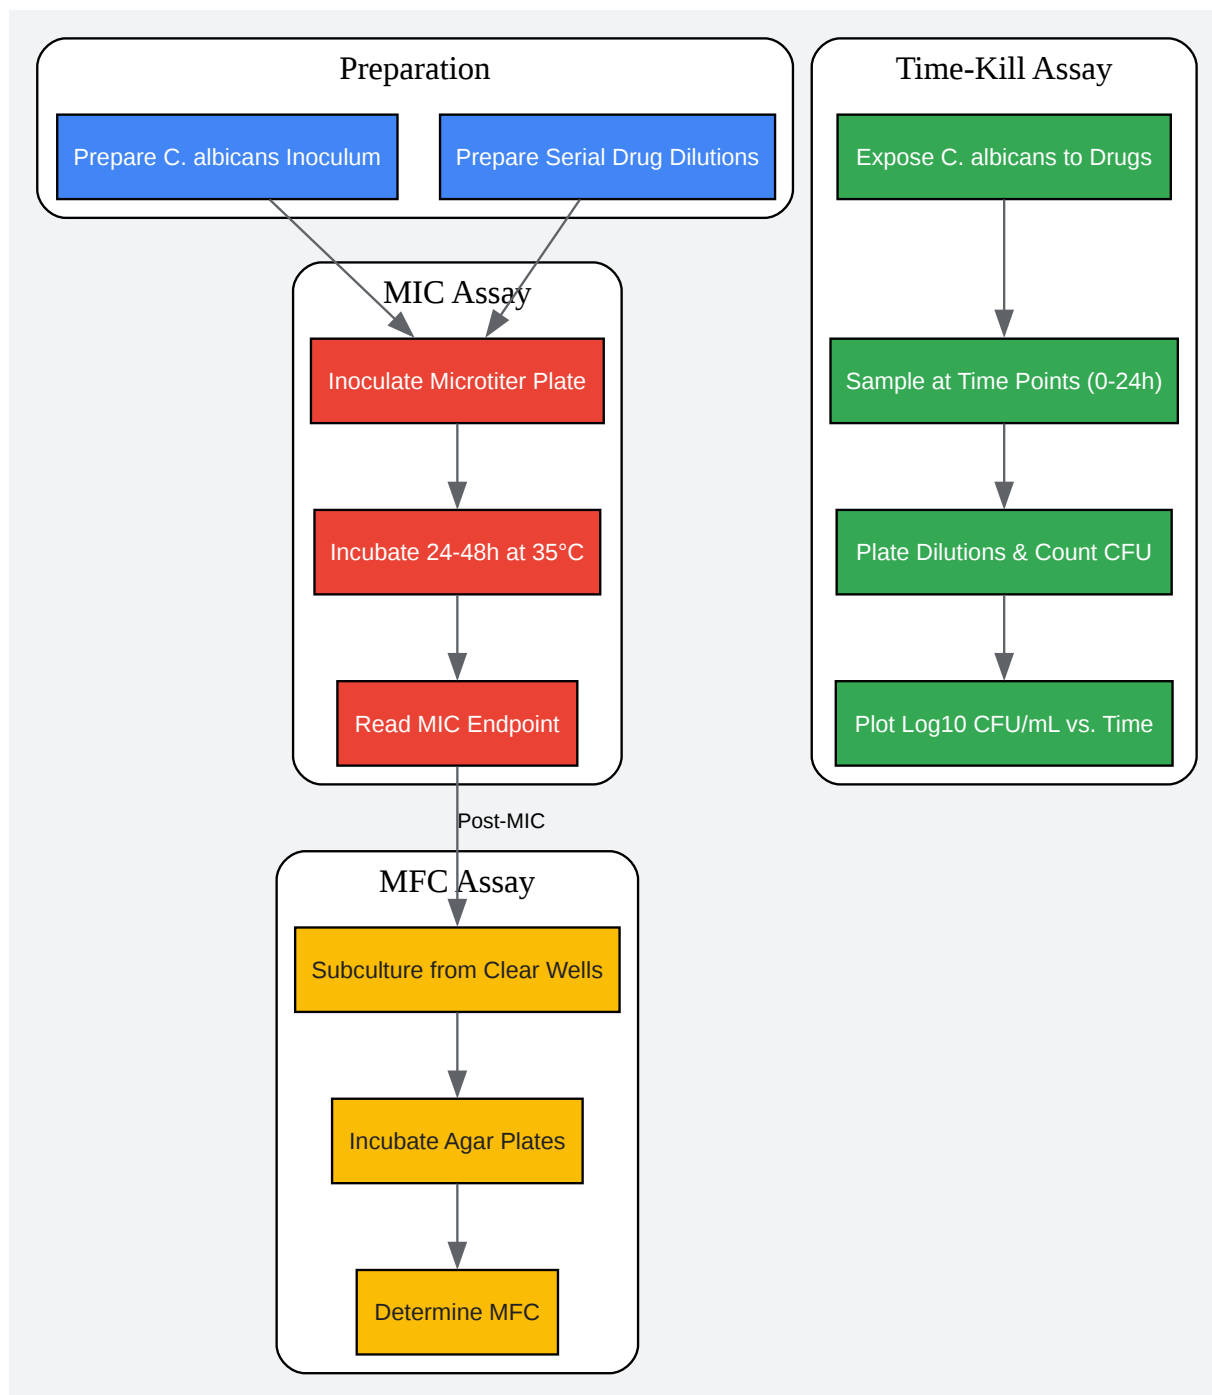 Preparation
Prepare C. albicans Inoculum
Prepare Serial Drug Dilutions
MIC Assay
Inoculate Microtiter Plate
Incubate 24-48h at 35°C
Read MIC Endpoint
Post-MIC
MFC Assay
Subculture from Clear Wells
Incubate Agar Plates
Determine MFC
Time-Kill Assay
Expose C. albicans to Drugs
Sample at Time Points (0-24h)
Plate Dilutions & Count CFU
Plot Log10 CFU/mL vs. Time